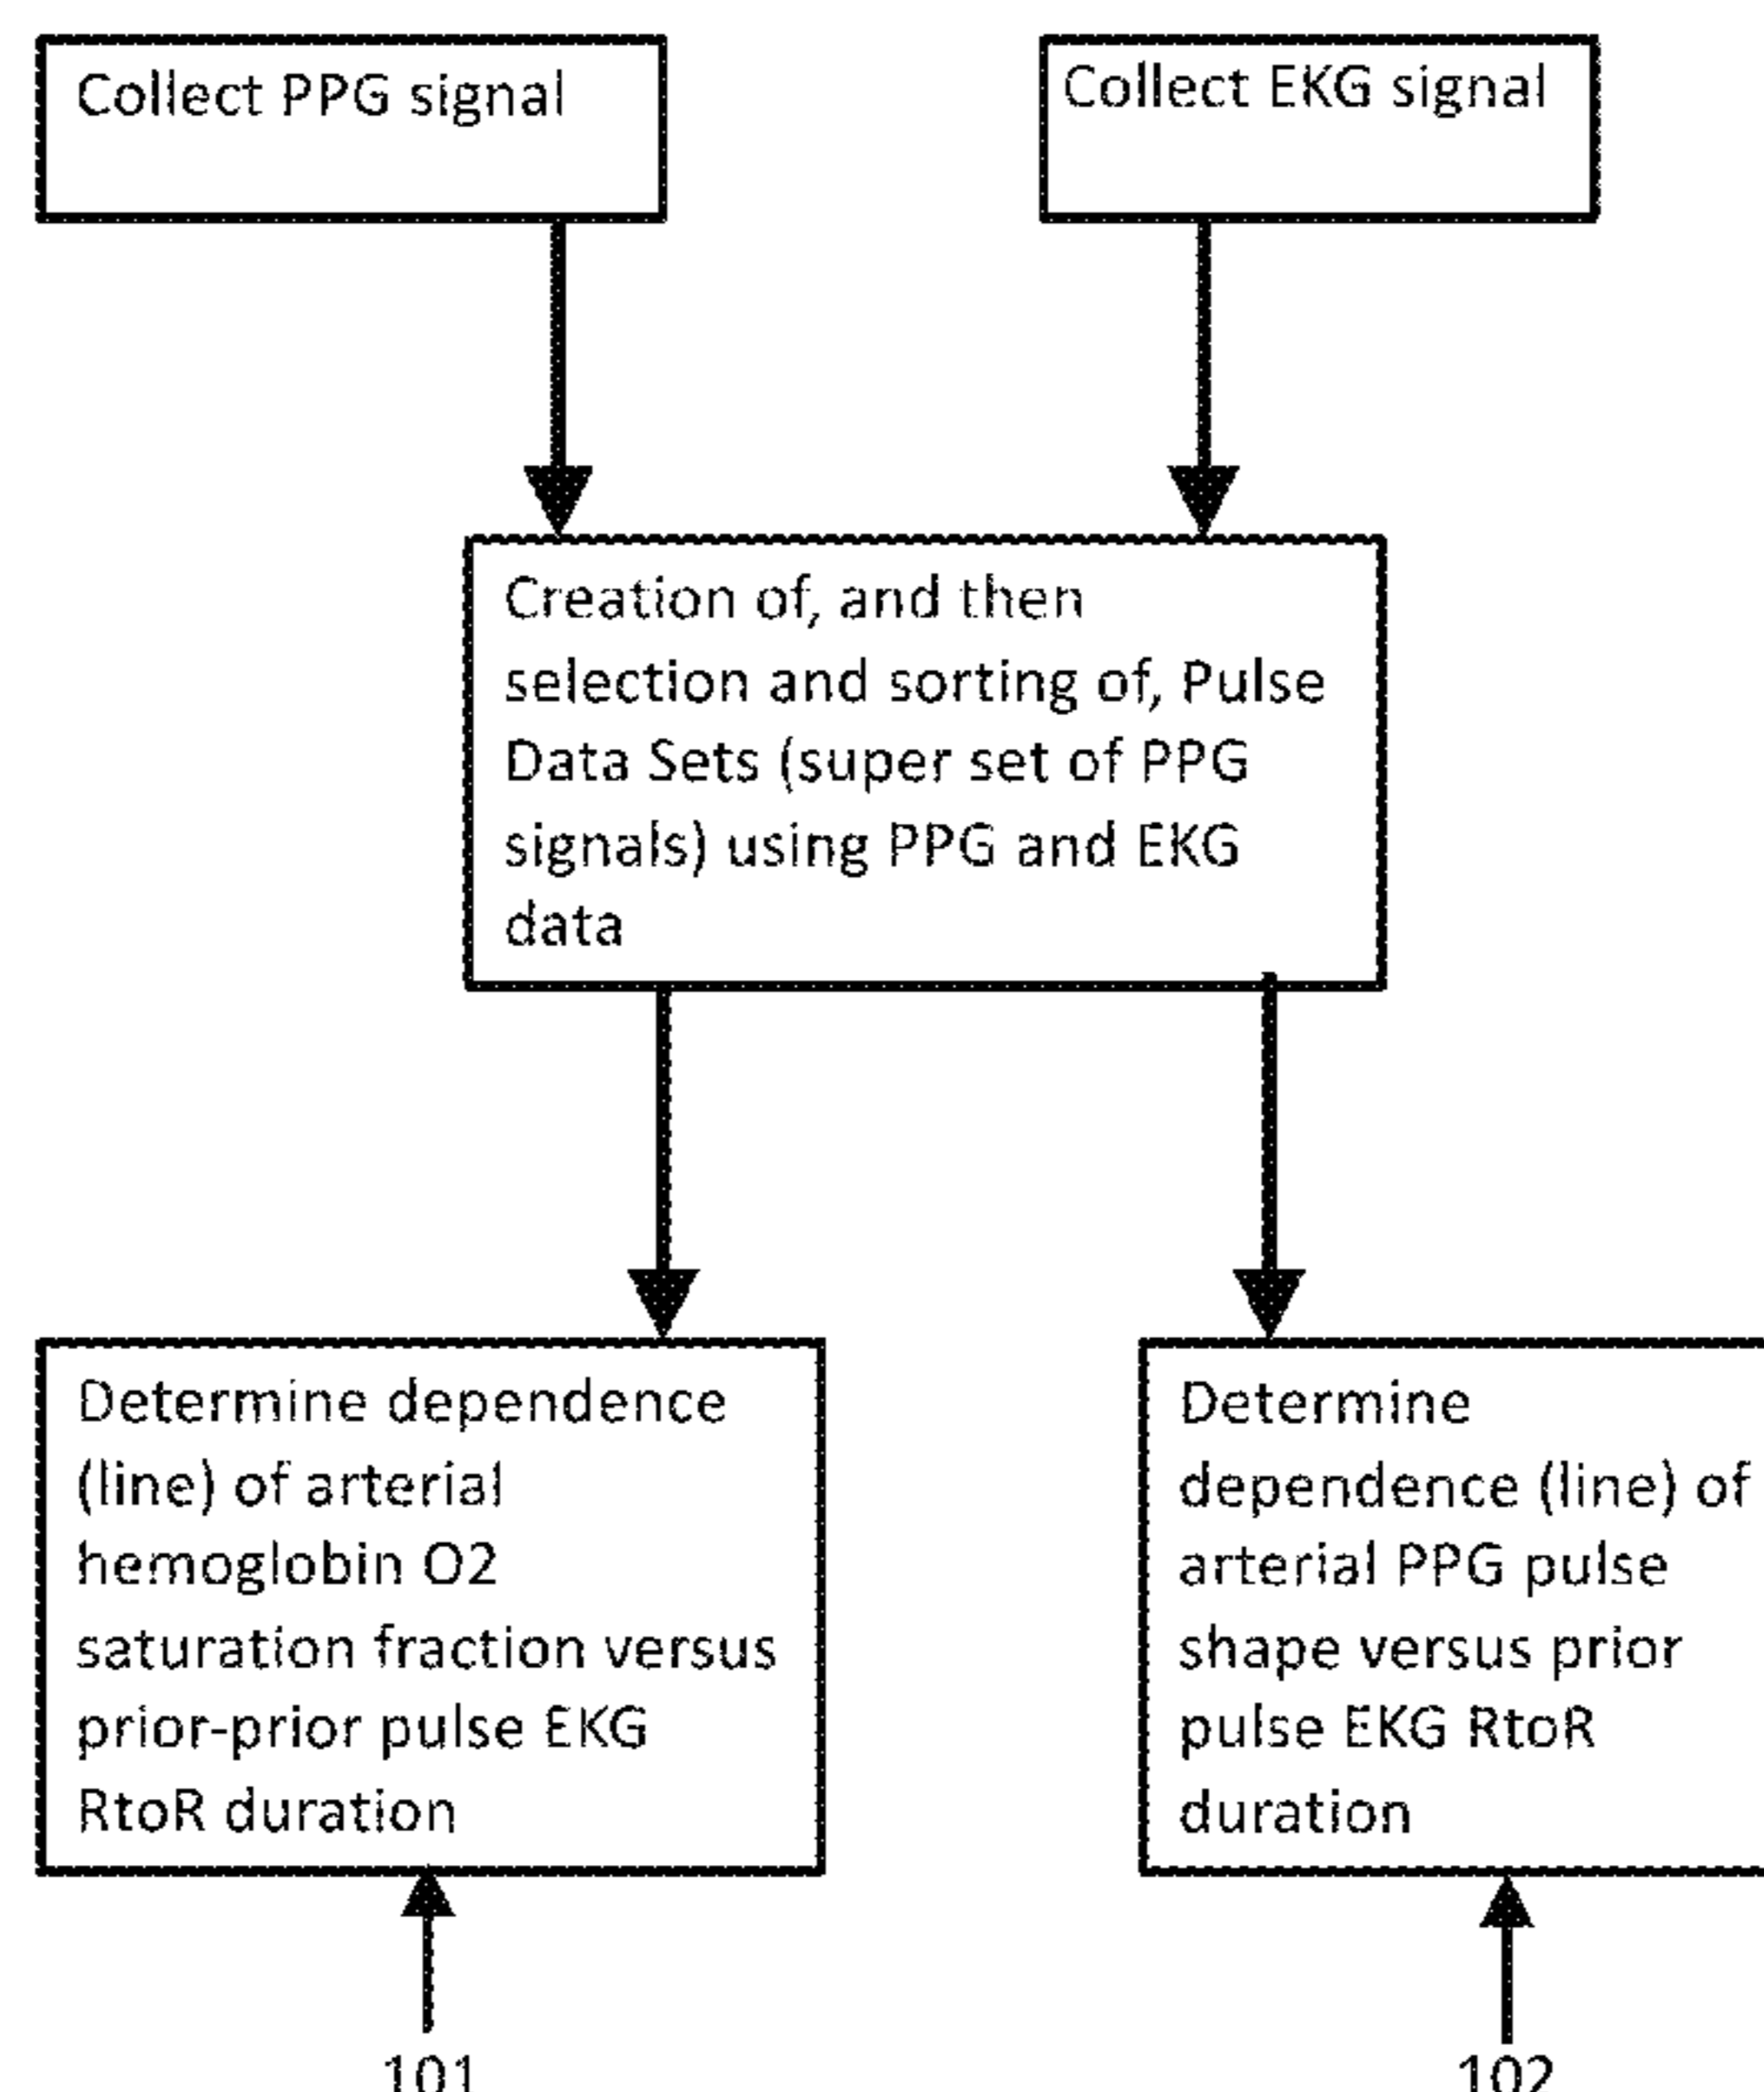 Collect PPG signal
Collect EKG signal
Creation of, and then
selection and sorting of, Pulse
Data Sets (super set of PPG
signals) using PPG and EKG
data
Determine dependence
(line) of arterial
hemoglobin O2
saturation fraction versus
prior-prior pulse EKG
RtoR duration
Determine
dependence (line) of
arterial PPG pulse
shape versus prior
pulse EKG RtoR
duration
101
102